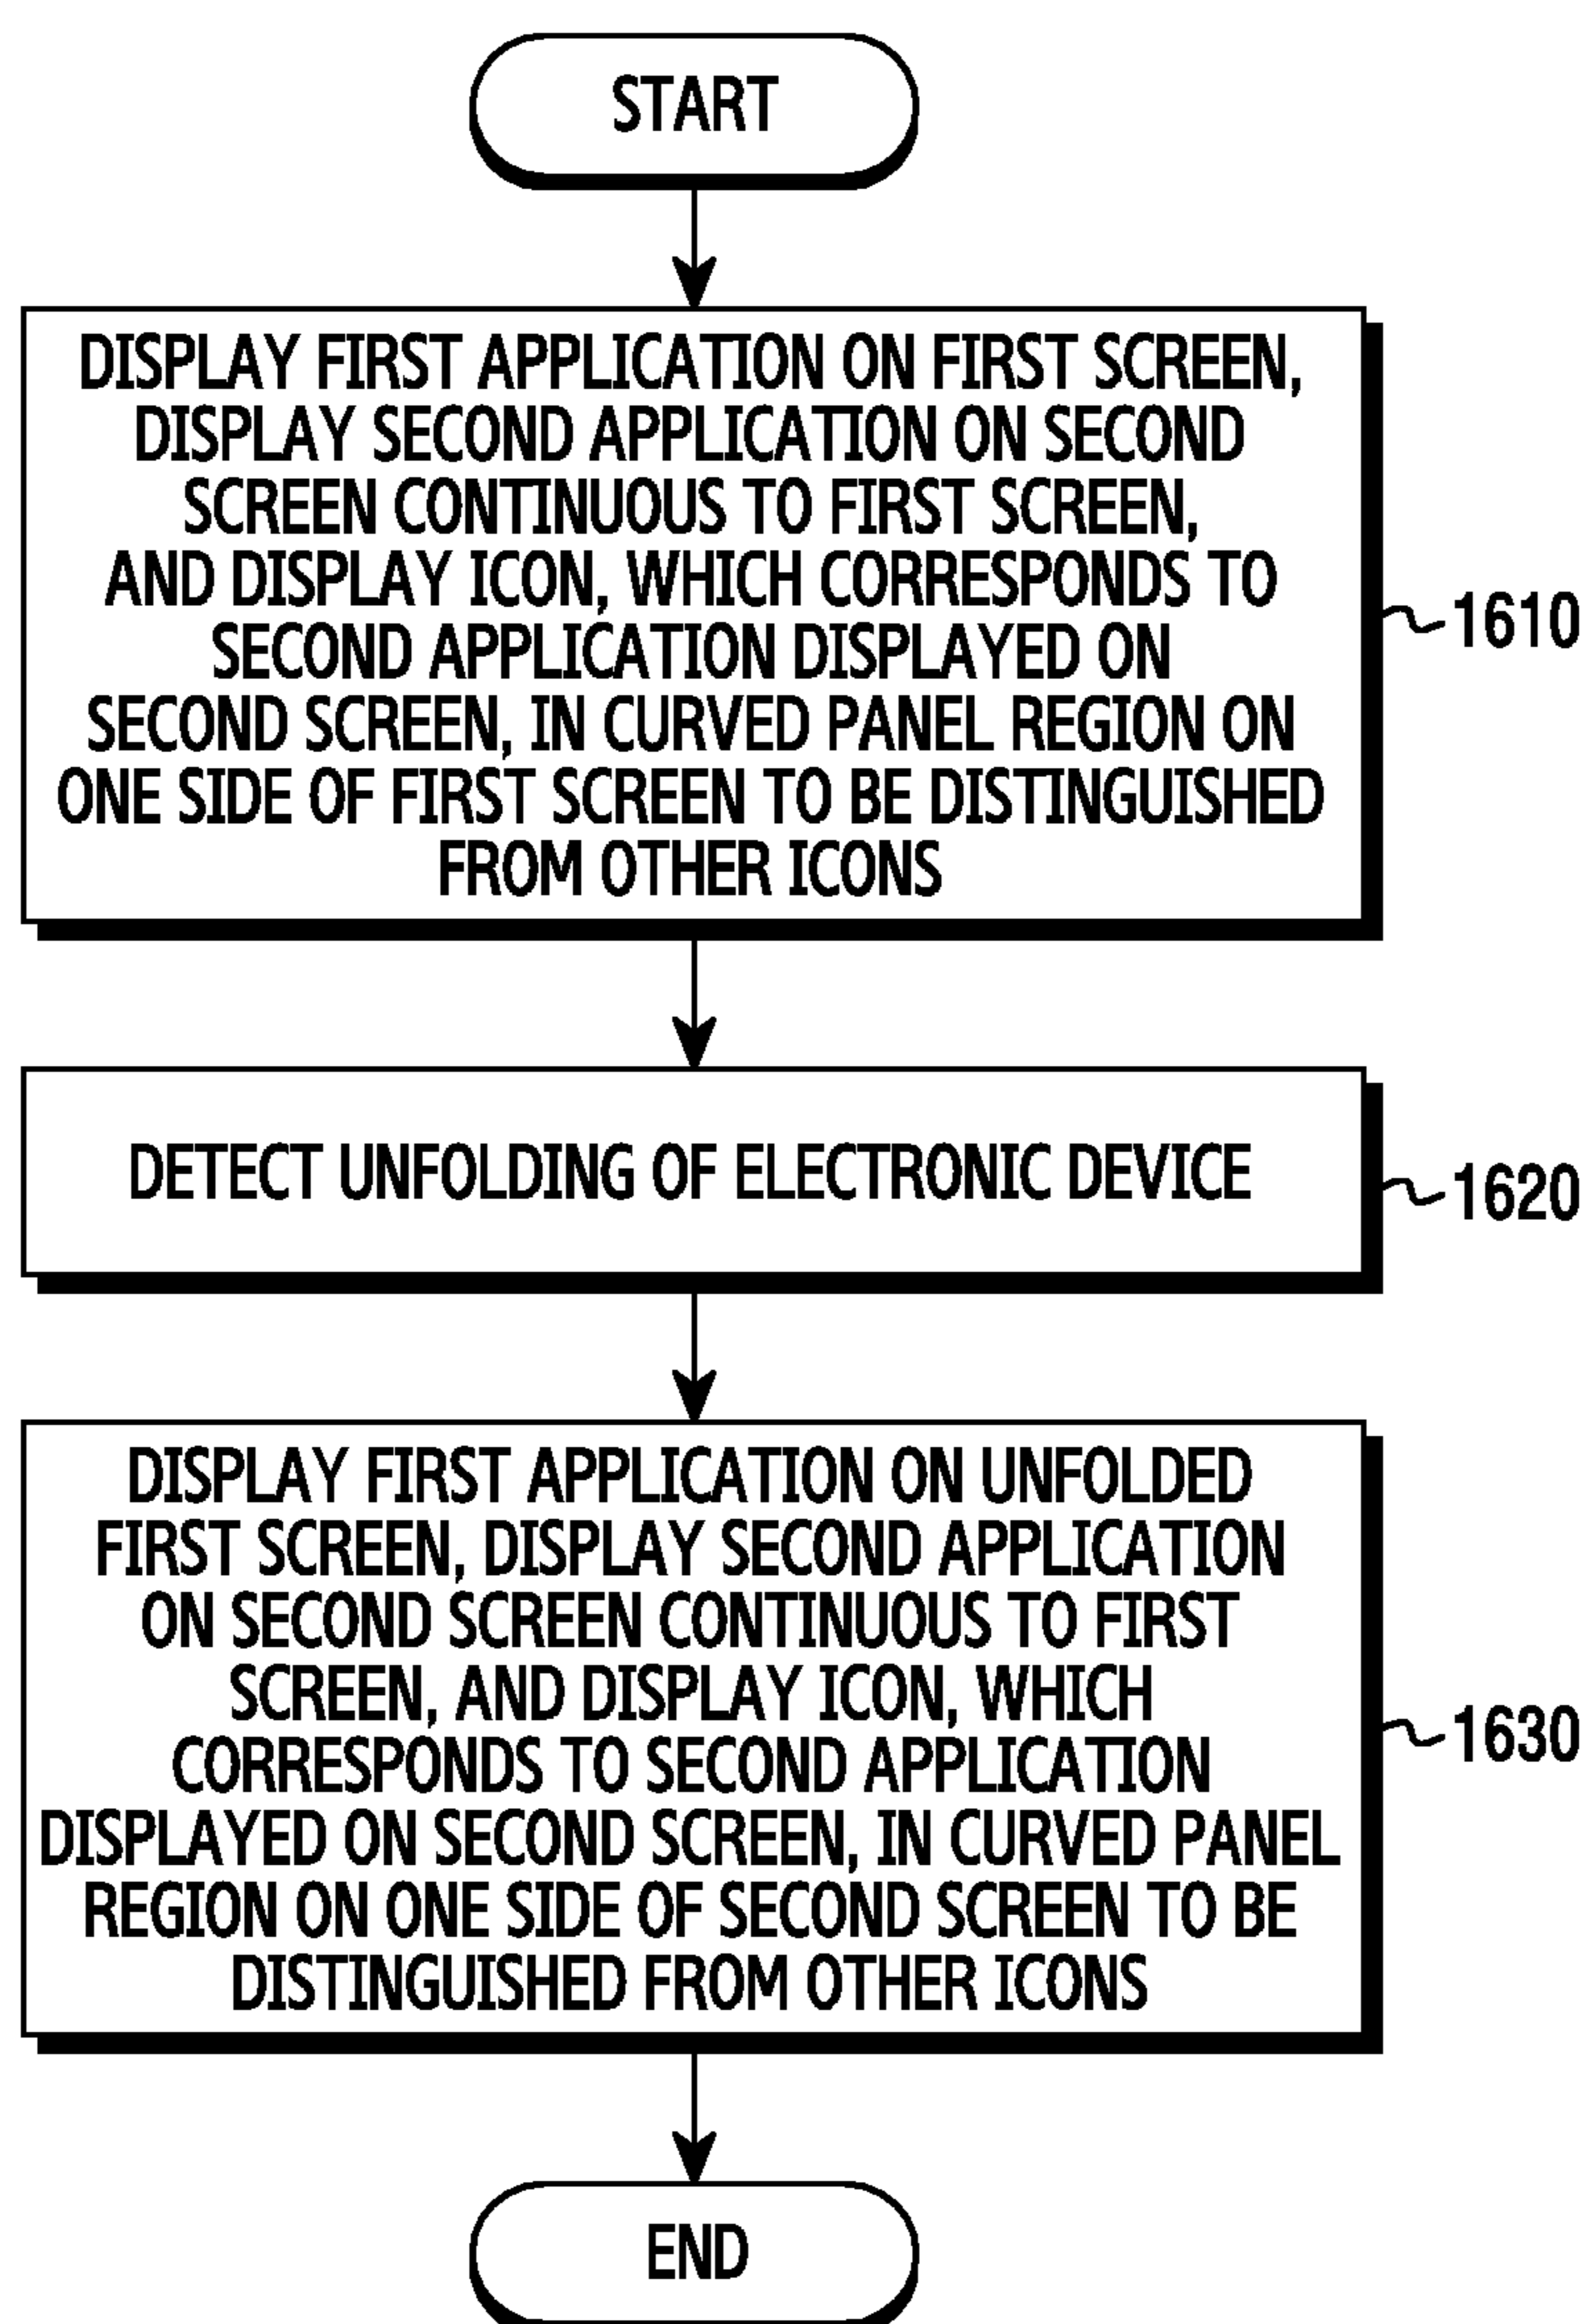 START
DISPLAY FIRST APPLICATION ON FIRST SCREEN,
DISPLAY SECOND APPLICATION ON SECOND
SCREEN CONTINUOUS TO FIRST SCREEN,
AND DISPLAY ICON, WHICH CORRESPONDS TO
SECOND APPLICATION DISPLAYED ON
SECOND SCREEN, IN CURVED PANEL REGION ON
ONE SIDE OF FIRST SCREEN TO BE DISTINGUISHED
FROM OTHER ICONS
1610
DETECT UNFOLDING OF ELECTRONIC DEVICE
1620
DISPLAY FIRST APPLICATION ON UNFOLDED
FIRST SCREEN, DISPLAY SECOND APPLICATION
ON SECOND SCREEN CONTINUOUS TO FIRST
SCREEN, AND DISPLAY ICON, WHICH
CORRESPONDS TO SECOND APPLICATION
DISPLAYED ON SECOND SCREEN, IN CURVED PANEL
REGION ON ONE SIDE OF SECOND SCREEN TO BE
DISTINGUISHED FROM OTHER ICONS
1630
END